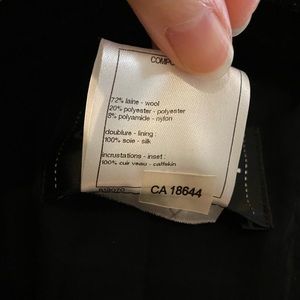 COMPO
72% laine - wool
20% polyester - polyester
8% polyamide - nylon
doublure - lining :
100% soie - silk
incrustations - inset :
100% cuir veau - calfskin
CA 18644